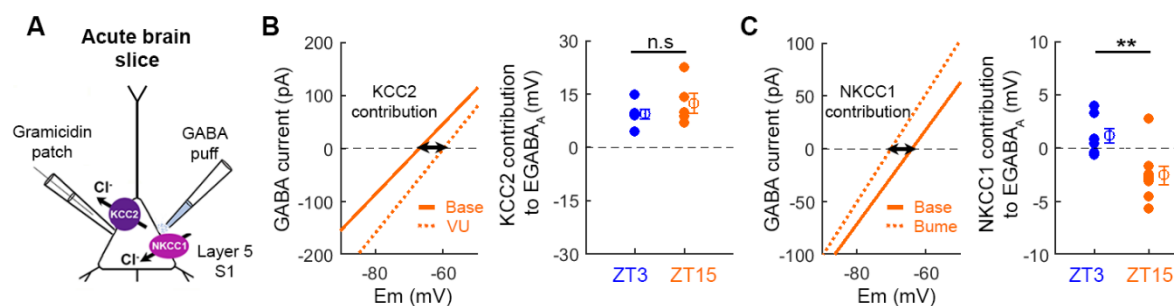 A
Acute brain
slice
Gramicidin
patch
GABA
puff
Cl-
KCC2
NKCC1
Cl-
Layer 5
S1
B
GABA current (pA)
200
100
0
-100
-200
KCC2
contribution
Base
VU
-80
-60
Em (mV)
KCC2 contribution
to EGABAA (mV)
30
15
0
-15
-30
n.s
ZT3
ZT15
C
GABA current (pA)
100
50
0
-50
-100
NKCC1
contribution
Base
Bume
-80
-60
Em (mV)
NKCC1 contribution
to EGABAA (mV)
10
5
0
-5
-10
**
ZT3
ZT15